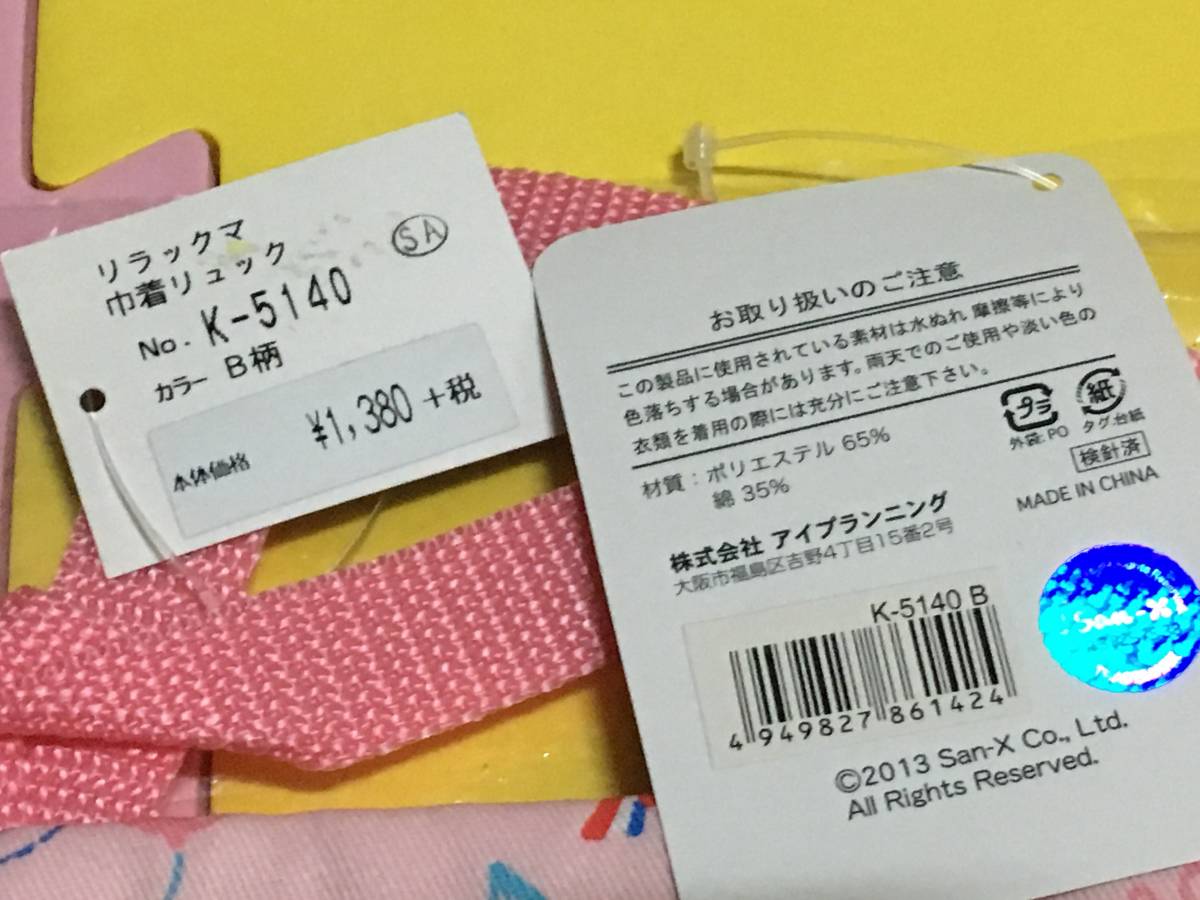 リラックマ
巾着リュック
SA
No. K-5140
カラー B柄
本体価格 ¥1,380 +税
お取り扱いのご注意
この製品に使用されている素材は水ぬれ 摩擦等により
色落ちする場合があります。雨天でのご使用や淡い色の
衣類を着用の際には充分にご注意下さい。
材質：ポリエステル 65%
綿 35%
プラ
外袋:PO
紙
タグ.台紙
検針済
MADE IN CHINA
株式会社 アイプランニング
大阪市福島区吉野4丁目15番2号
K-5140 B
4 949827 861424
San-X
©2013 San-X Co., Ltd.
All Rights Reserved.